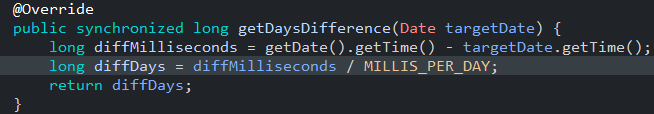 @Override
public synchronized long getDaysDifference(Date targetDate) {
    long diffMilliseconds = getDate().getTime() - targetDate.getTime();
    long diffDays = diffMilliseconds / MILLIS_PER_DAY;
    return diffDays;
}